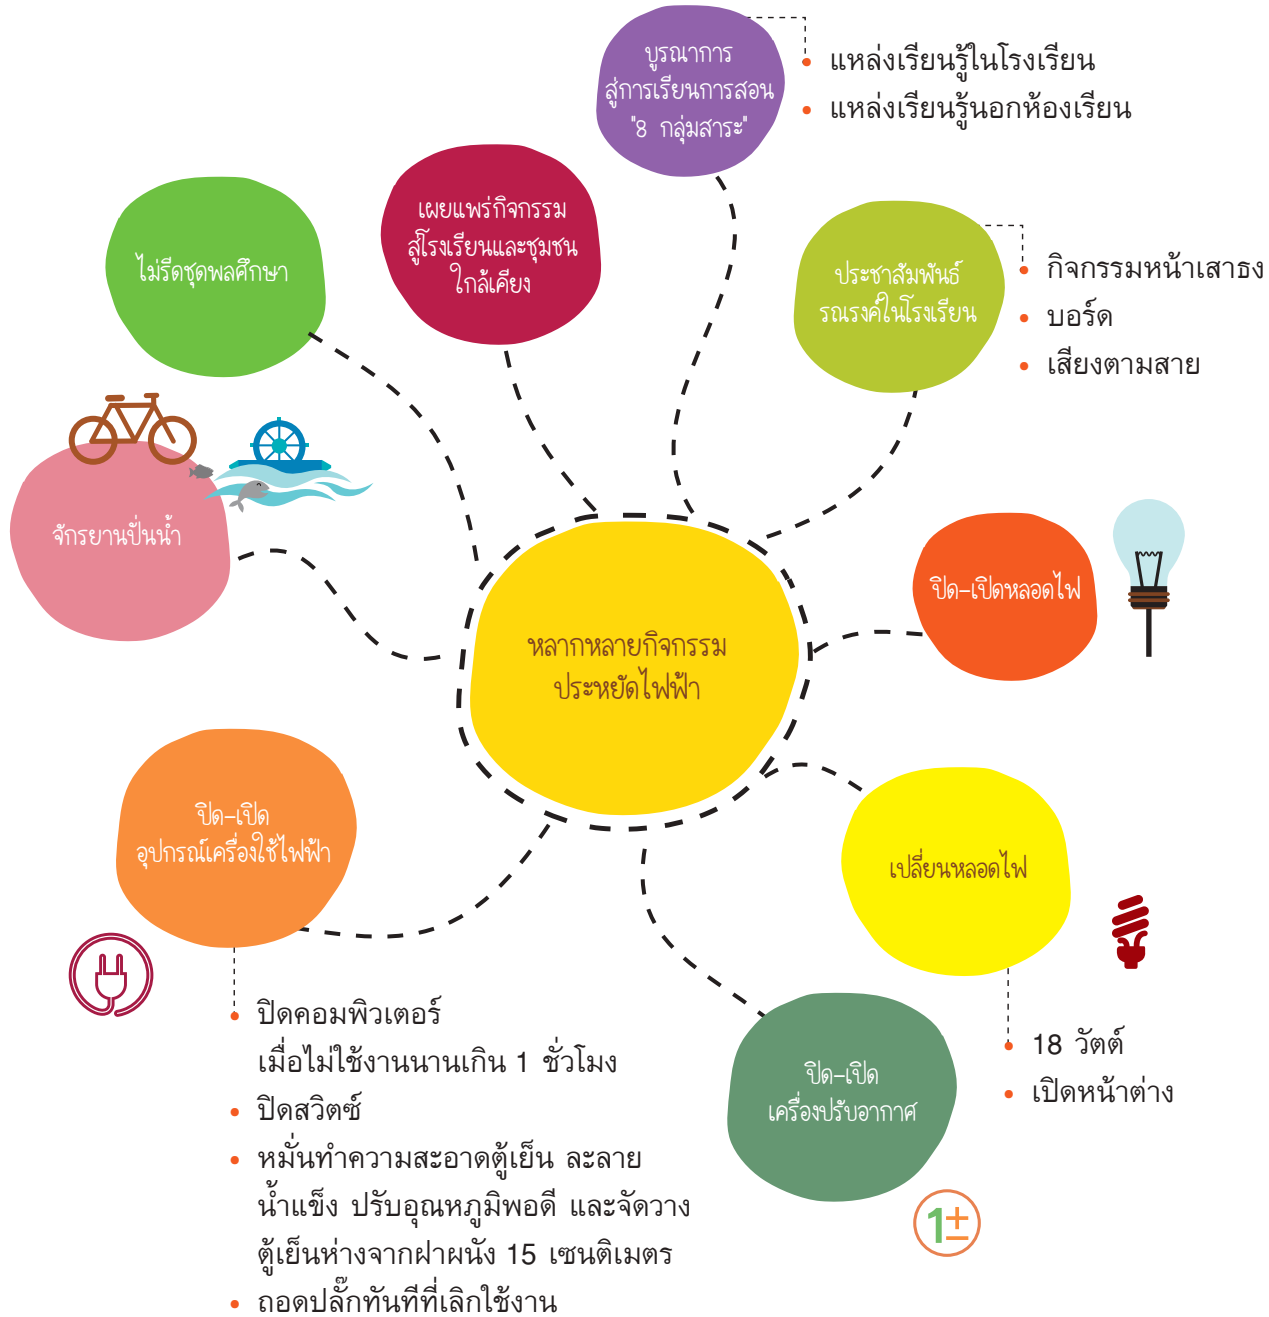 บูรณาการ
สู่การเรียนการสอน
"8 กลุ่มสาระ"
แหล่งเรียนรู้ในโรงเรียน
แหล่งเรียนรู้นอกห้องเรียน
เผยแพร่กิจกรรม
สู่โรงเรียนและชุมชน
ใกล้เคียง
ไม่รีดชุดพลศึกษา
ประชาสัมพันธ์
รณรงค์ในโรงเรียน
กิจกรรมหน้าเสาธง
บอร์ด
เสียงตามสาย
จักรยานปั่นน้ำ
ปิด-เปิดหลอดไฟ
หลากหลายกิจกรรม
ประหยัดไฟฟ้า
ปิด-เปิด
อุปกรณ์เครื่องใช้ไฟฟ้า
เปลี่ยนหลอดไฟ
18 วัตต์
เปิดหน้าต่าง
ปิด-เปิด
เครื่องปรับอากาศ
1±
ปิดคอมพิวเตอร์
เมื่อไม่ใช้งานนานเกิน 1 ชั่วโมง
ปิดสวิตซ์
หมั่นทำความสะอาดตู้เย็น ละลาย
น้ำแข็ง ปรับอุณหภูมิพอดี และจัดวาง
ตู้เย็นห่างจากฝาผนัง 15 เซนติเมตร
ถอดปลั๊กทันทีที่เลิกใช้งาน